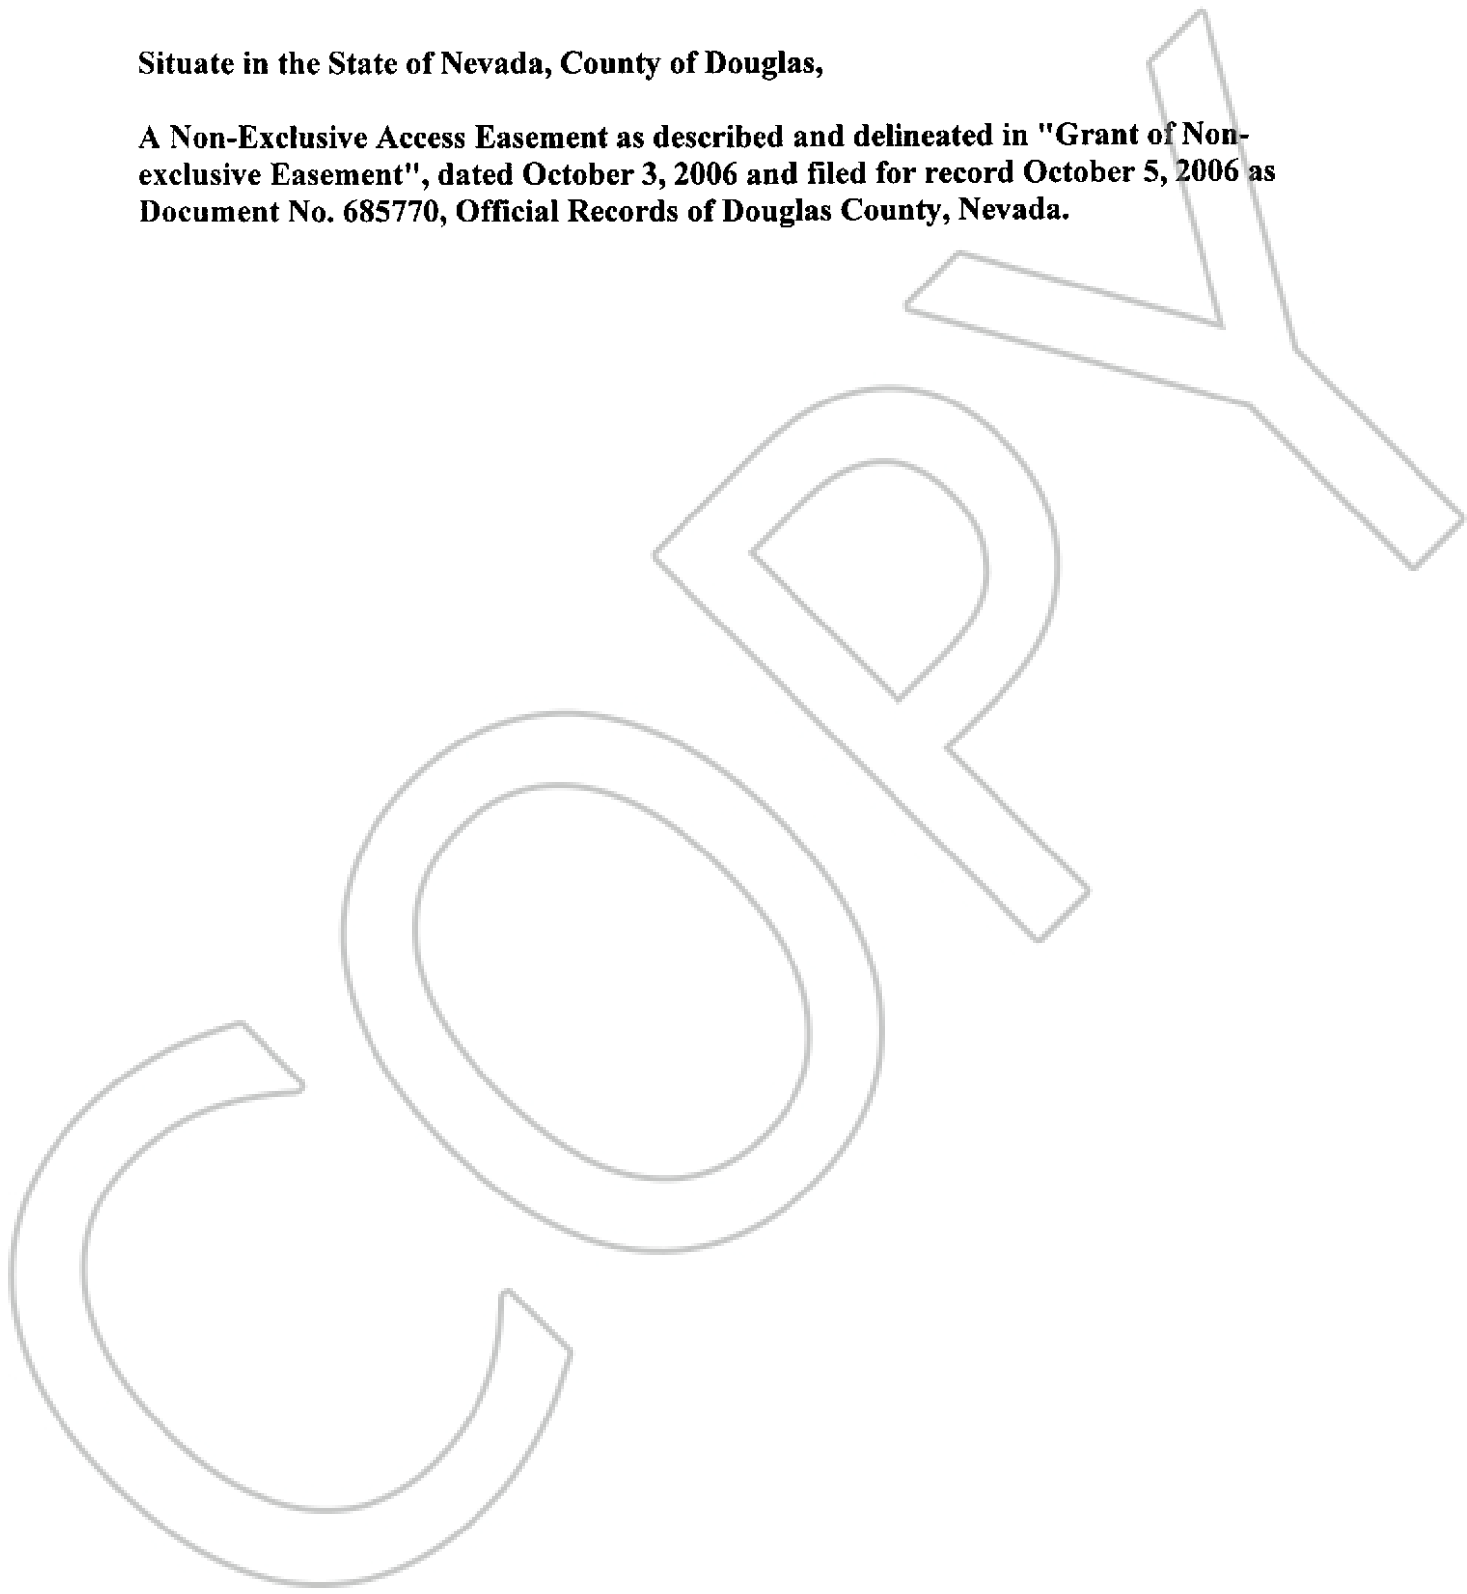 Situate in the State of Nevada, County of Douglas,
A Non-Exclusive Access Easement as described and delineated in "Grant of Non-
exclusive Easement", dated October 3, 2006 and filed for record October 5, 2006 as
Document No. 685770, Official Records of Douglas County, Nevada.
COPY